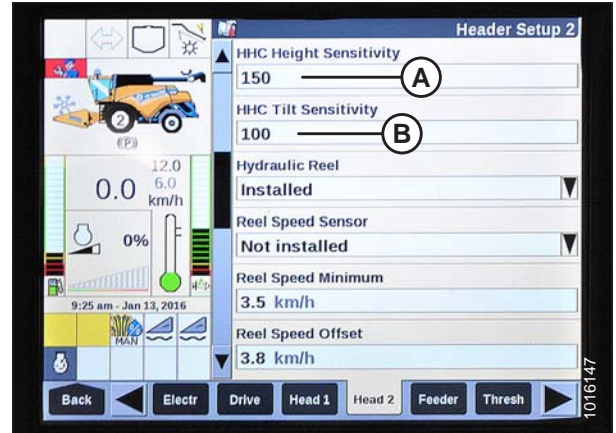 Header Setup 2
HHC Height Sensitivity
150
A
HHC Tilt Sensitivity
100
B
Hydraulic Reel
Installed
Reel Speed Sensor
Not installed
Reel Speed Minimum
3.5 km/h
Reel Speed Offset
3.8 km/h
2
(P)
12.0
0.0 6.0
km/h
0%
9:25 am - Jan 13, 2016
MAN
Back Electr Drive Head 1 Head 2 Feeder Thresh
1016147